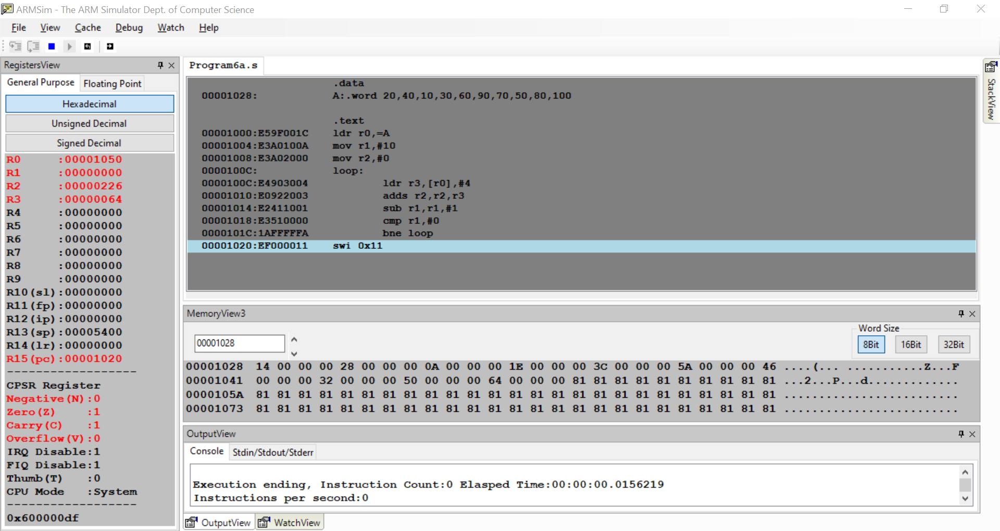 ARMSim - The ARM Simulator Dept. of Computer Science
File View Cache Debug Watch Help
RegistersView
General Purpose Floating Point
Hexadecimal
Unsigned Decimal
Signed Decimal
R0 :00001050
R1 :00000000
R2 :00000226
R3 :00000064
R4 :00000000
R5 :00000000
R6 :00000000
R7 :00000000
R8 :00000000
R9 :00000000
R10(sl):00000000
R11(fp):00000000
R12(ip):00000000
R13(sp):00005400
R14(lr):00000000
R15(pc):00001020
-------------------
CPSR Register
Negative(N):0
Zero(Z) :1
Carry(C) :1
Overflow(V):0
IRQ Disable:1
FIQ Disable:1
Thumb(T) :0
CPU Mode :System
-------------------
0x600000df
Program6a.s
.data
00001028: A:.word 20,40,10,30,60,90,70,50,80,100
.text
00001000:E59F001C ldr r0,=A
00001004:E3A0100A mov r1,#10
00001008:E3A02000 mov r2,#0
0000100C: loop:
0000100C:E4903004 ldr r3,[r0],#4
00001010:E0922003 adds r2,r2,r3
00001014:E2411001 sub r1,r1,#1
00001018:E3510000 cmp r1,#0
0000101C:1AFFFFFA bne loop
00001020:EF000011 swi 0x11
StackView
MemoryView3
00001028
Word Size
8Bit 16Bit 32Bit
00001028 14 00 00 00 28 00 00 00 0A 00 00 00 1E 00 00 00 3C 00 00 00 5A 00 00 00 46 ....(... ...........Z...F
00001041 00 00 00 32 00 00 00 50 00 00 00 64 00 00 00 81 81 81 81 81 81 81 81 81 81 ...2...P...d.............
0000105A 81 81 81 81 81 81 81 81 81 81 81 81 81 81 81 81 81 81 81 81 81 81 81 81 81 .........................
00001073 81 81 81 81 81 81 81 81 81 81 81 81 81 81 81 81 81 81 81 81 81 81 81 81 81 .........................
OutputView
Console Stdin/Stdout/Stderr
Execution ending, Instruction Count:0 Elasped Time:00:00:00.0156219
Instructions per second:0
OutputView WatchView